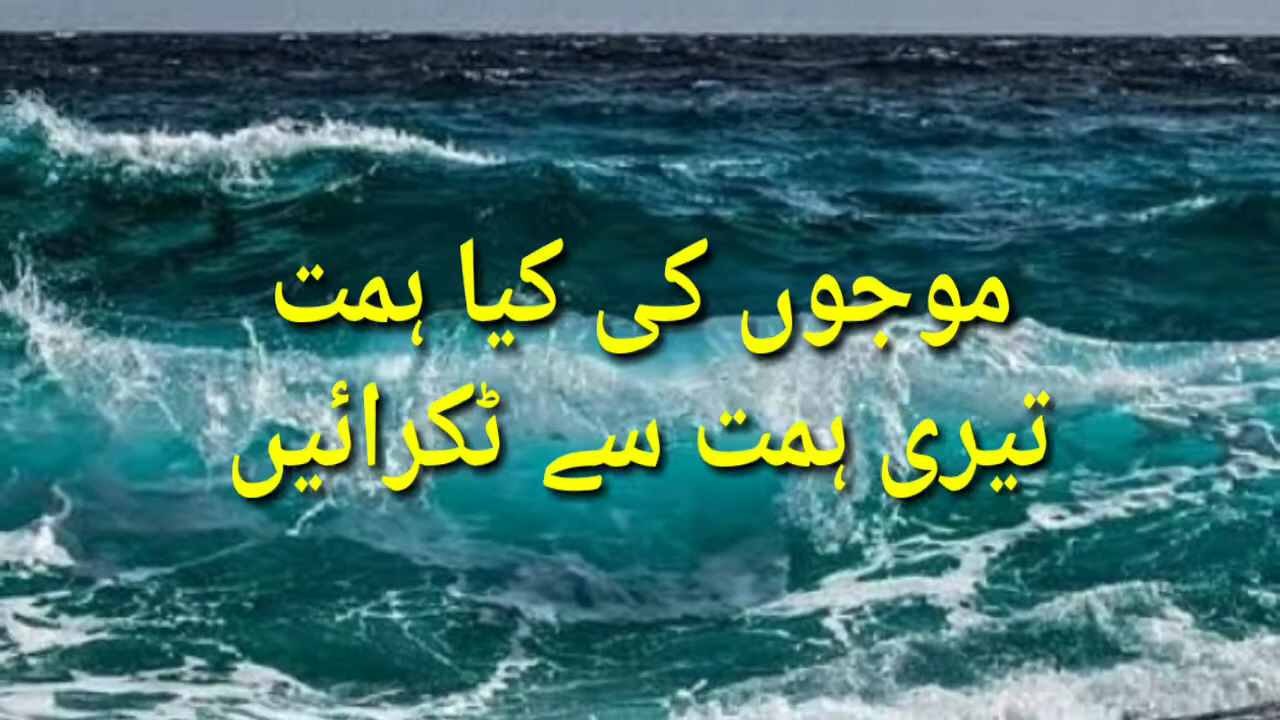 موجوں کی کیا ہمت
تیری ہمت سے ٹکرائیں